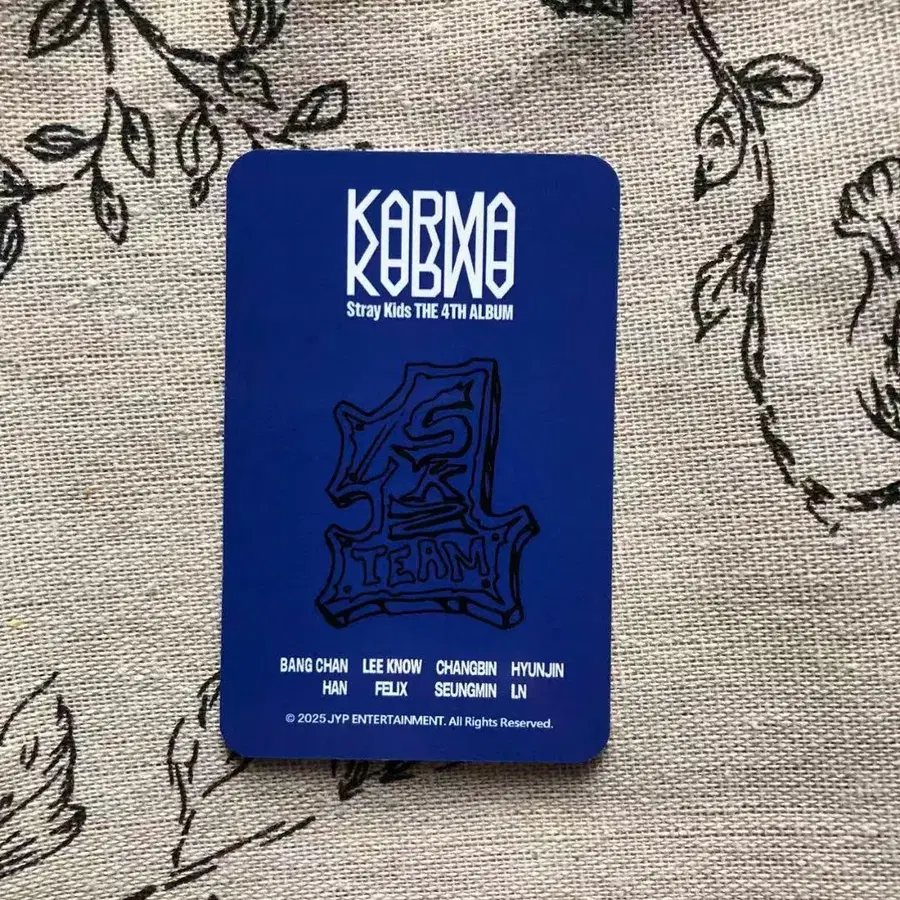 KARMA
Stray Kids THE 4TH ALBUM
1
SKZ
TEAM
BANG CHAN LEE KNOW CHANGBIN HYUNJIN
HAN FELIX SEUNGMIN I.N
© 2025 JYP ENTERTAINMENT. All Rights Reserved.